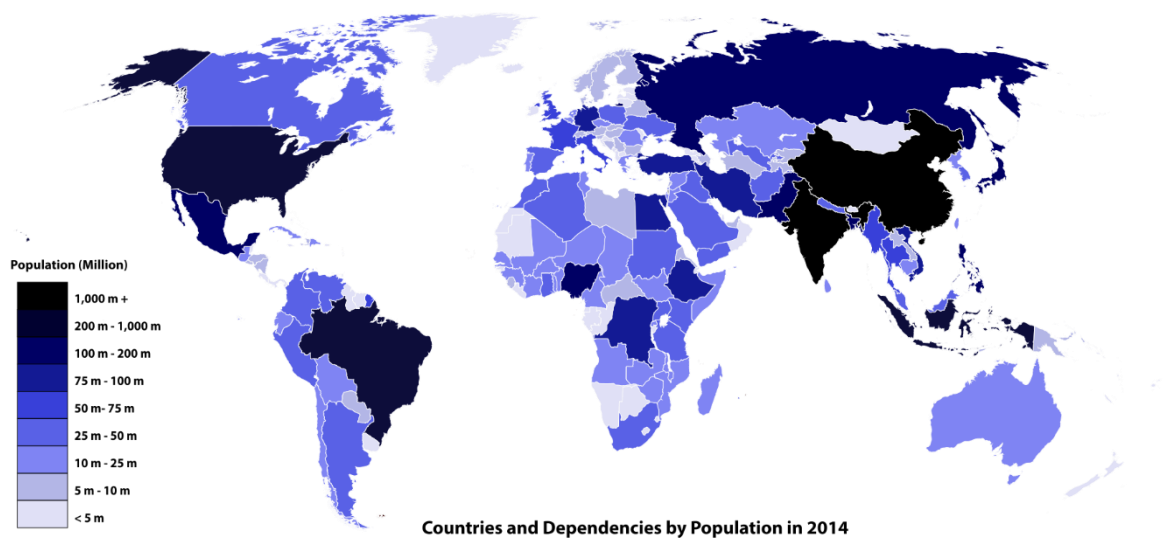 Population (Million)
1,000 m +
200 m - 1,000 m
100 m - 200 m
75 m - 100 m
50 m- 75 m
25 m - 50 m
10 m - 25 m
5 m - 10 m
< 5 m
Countries and Dependencies by Population in 2014